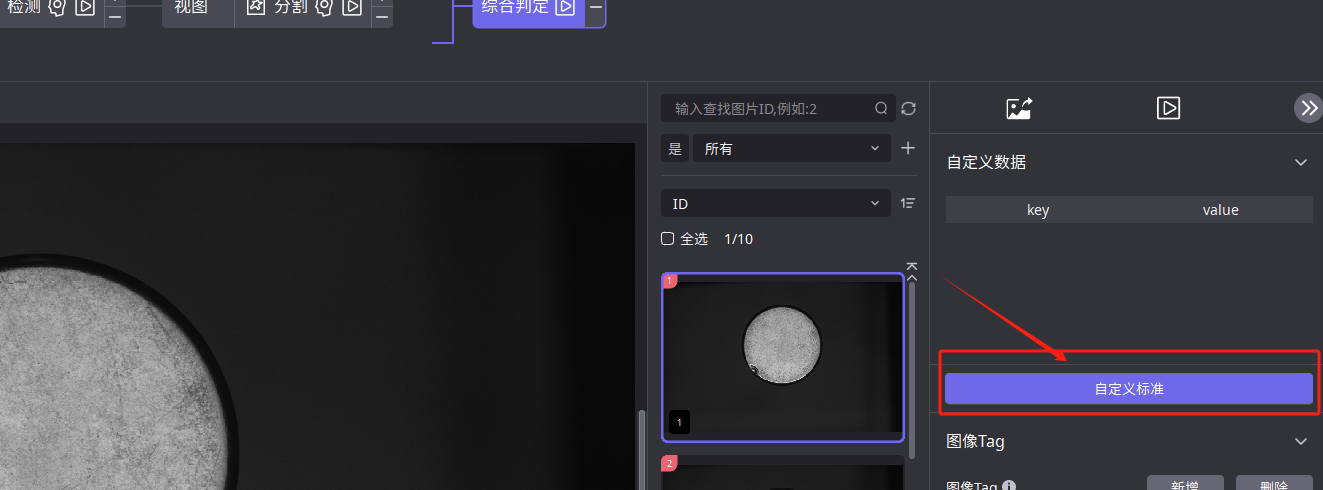 检测
视图
分割
综合判定
输入查找图片ID,例如:2
是 所有
ID
全选 1/10
1
1
2
自定义数据
key value
自定义标准
图像Tag
图像Tag 新增 删除